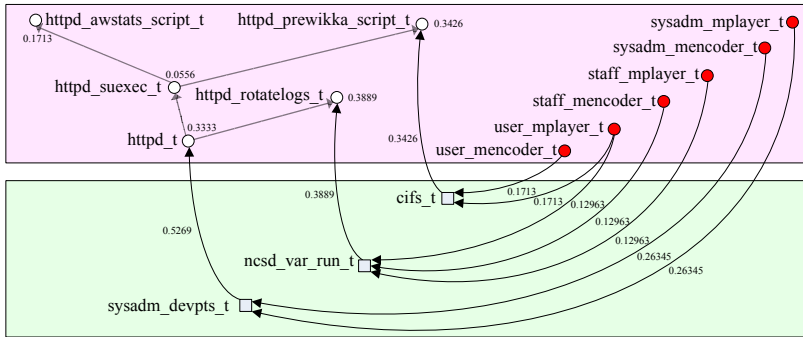 httpd_awstats_script_t
httpd_prewikka_script_t
sysadm_mplayer_t
0.1713
0.3426
sysadm_mencoder_t
0.0556
httpd_suexec_t
staff_mplayer_t
httpd_rotatelogs_t
0.3889
staff_mencoder_t
0.3333
user_mplayer_t
httpd_t
0.3426
user_mencoder_t
cifs_t
0.1713
0.3889
0.1713
0.12963
0.5269
0.12963
ncsd_var_run_t
0.26345
0.26345
sysadm_devpts_t